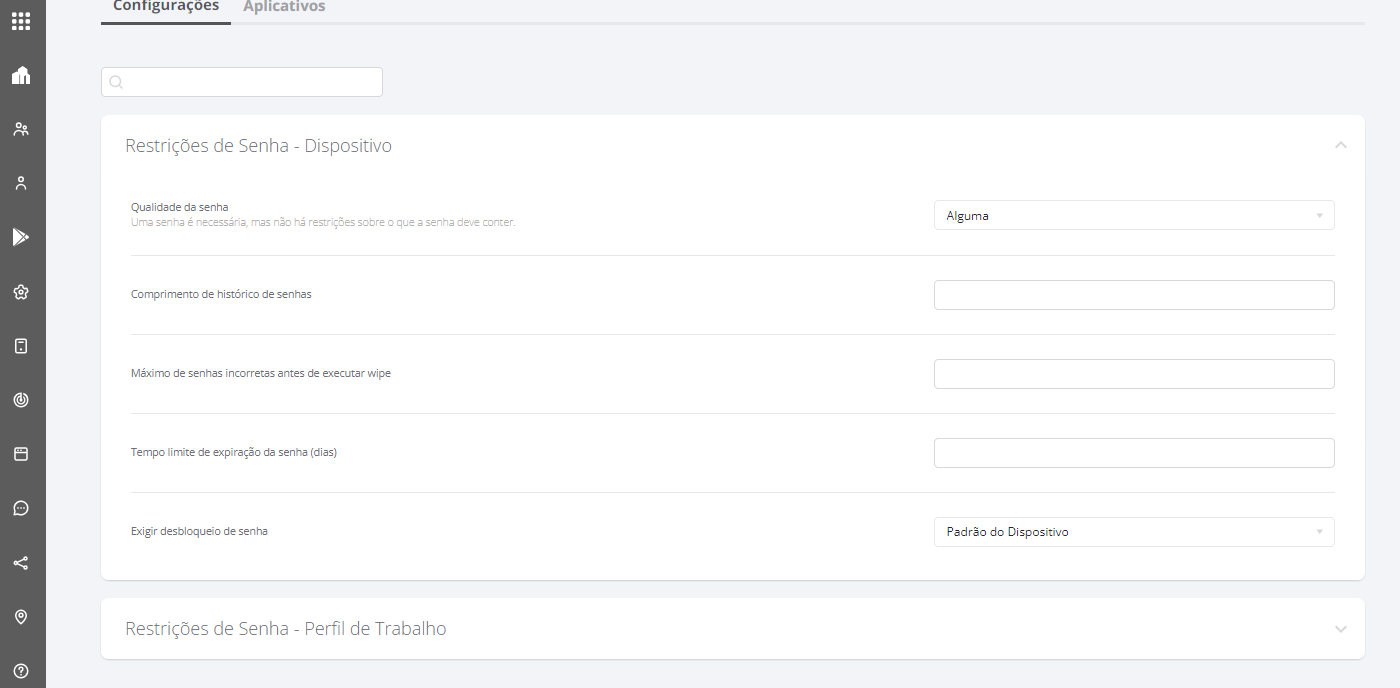 Configurações
Aplicativos
Restrições de Senha - Dispositivo
Qualidade da senha
Uma senha é necessária, mas não há restrições sobre o que a senha deve conter.
Alguma
Comprimento de histórico de senhas
Máximo de senhas incorretas antes de executar wipe
Tempo limite de expiração da senha (dias)
Exigir desbloqueio de senha
Padrão do Dispositivo
Restrições de Senha - Perfil de Trabalho